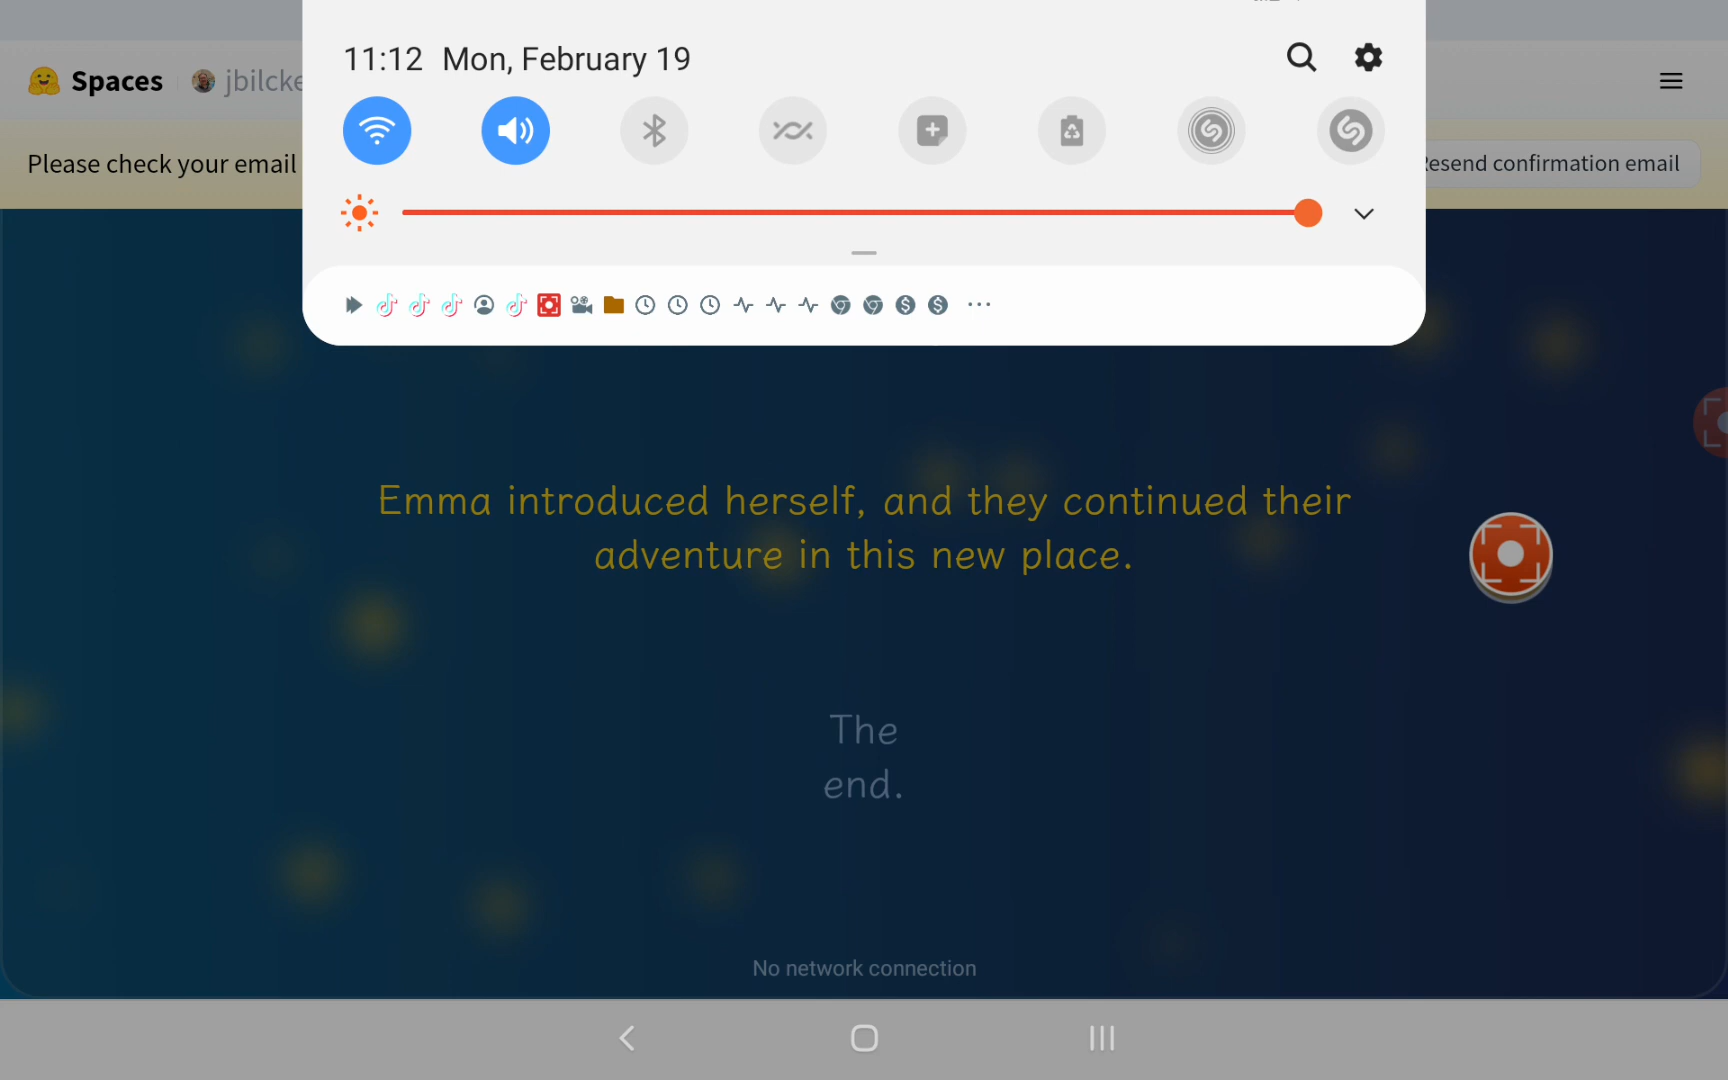 11:12 Mon, February 19
Spaces jbilcke
Please check your email
Resend confirmation email
Emma introduced herself, and they continued their
adventure in this new place.
The
end.
No network connection